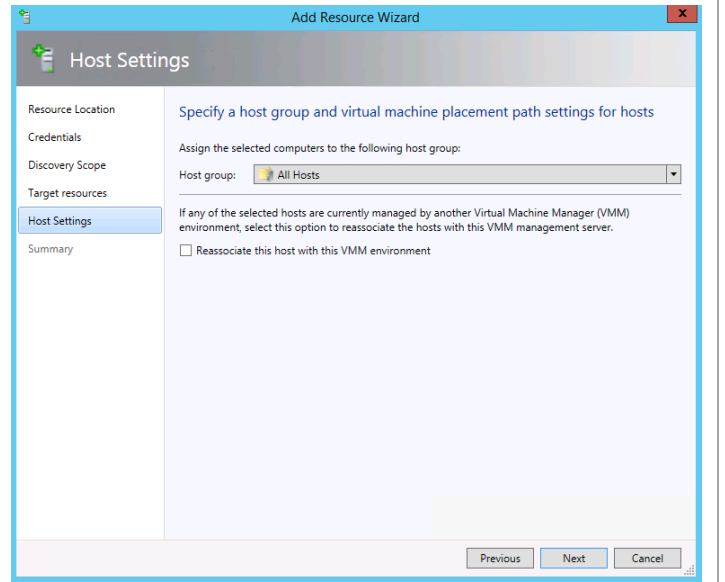 Add Resource Wizard
x
Host Settings
Resource Location
Credentials
Discovery Scope
Target resources
Host Settings
Summary
Specify a host group and virtual machine placement path settings for hosts
Assign the selected computers to the following host group:
Host group: All Hosts
If any of the selected hosts are currently managed by another Virtual Machine Manager (VMM)
environment, select this option to reassociate the hosts with this VMM management server.
Reassociate this host with this VMM environment
Previous Next Cancel